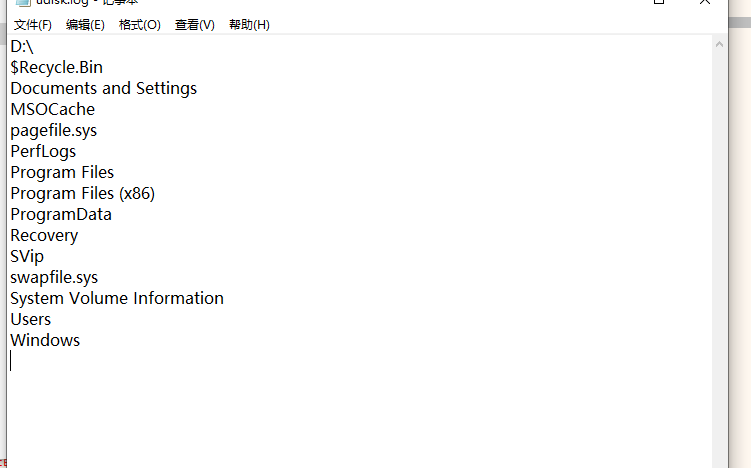 udisk.log - 记事本
文件(F) 编辑(E) 格式(O) 查看(V) 帮助(H)
D:\
$Recycle.Bin
Documents and Settings
MSOCache
pagefile.sys
PerfLogs
Program Files
Program Files (x86)
ProgramData
Recovery
SVip
swapfile.sys
System Volume Information
Users
Windows